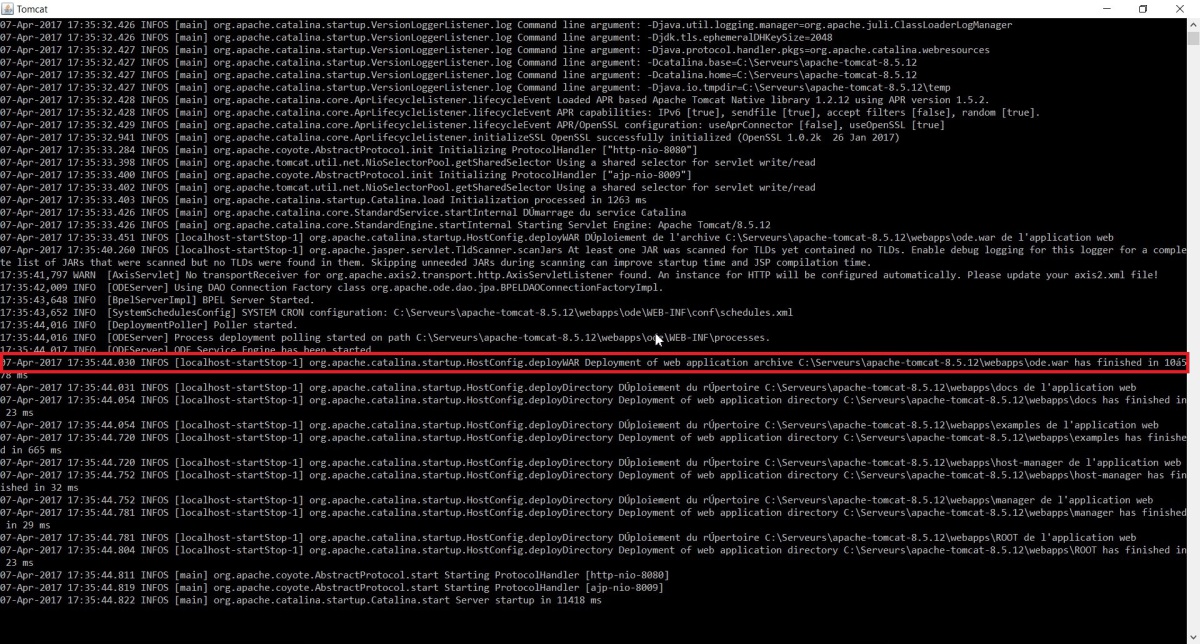 Tomcat
07-Apr-2017 17:35:32.426 INFOS [main] org.apache.catalina.startup.VersionLoggerListener.log Command line argument: -Djava.util.logging.manager=org.apache.juli.ClassLoaderLogManager
07-Apr-2017 17:35:32.426 INFOS [main] org.apache.catalina.startup.VersionLoggerListener.log Command line argument: -Djdk.tls.ephemeralDHKeySize=2048
07-Apr-2017 17:35:32.426 INFOS [main] org.apache.catalina.startup.VersionLoggerListener.log Command line argument: -Djava.protocol.handler.pkgs=org.apache.catalina.webresources
07-Apr-2017 17:35:32.427 INFOS [main] org.apache.catalina.startup.VersionLoggerListener.log Command line argument: -Dcatalina.base=C:\Serveurs\apache-tomcat-8.5.12
07-Apr-2017 17:35:32.427 INFOS [main] org.apache.catalina.startup.VersionLoggerListener.log Command line argument: -Dcatalina.home=C:\Serveurs\apache-tomcat-8.5.12
07-Apr-2017 17:35:32.427 INFOS [main] org.apache.catalina.startup.VersionLoggerListener.log Command line argument: -Djava.io.tmpdir=C:\Serveurs\apache-tomcat-8.5.12\temp
07-Apr-2017 17:35:32.428 INFOS [main] org.apache.catalina.core.AprLifecycleListener.lifecycleEvent Loaded APR based Apache Tomcat Native library 1.2.12 using APR version 1.5.2.
07-Apr-2017 17:35:32.428 INFOS [main] org.apache.catalina.core.AprLifecycleListener.lifecycleEvent APR capabilities: IPv6 [true], sendfile [true], accept filters [false], random [true].
07-Apr-2017 17:35:32.429 INFOS [main] org.apache.catalina.core.AprLifecycleListener.lifecycleEvent APR/OpenSSL configuration: useAprConnector [false], useOpenSSL [true]
07-Apr-2017 17:35:32.941 INFOS [main] org.apache.catalina.core.AprLifecycleListener.initializeSSL OpenSSL successfully initialized (OpenSSL 1.0.2k  26 Jan 2017)
07-Apr-2017 17:35:33.284 INFOS [main] org.apache.coyote.AbstractProtocol.init Initializing ProtocolHandler ["http-nio-8080"]
07-Apr-2017 17:35:33.398 INFOS [main] org.apache.tomcat.util.net.NioSelectorPool.getSharedSelector Using a shared selector for servlet write/read
07-Apr-2017 17:35:33.400 INFOS [main] org.apache.coyote.AbstractProtocol.init Initializing ProtocolHandler ["ajp-nio-8009"]
07-Apr-2017 17:35:33.402 INFOS [main] org.apache.tomcat.util.net.NioSelectorPool.getSharedSelector Using a shared selector for servlet write/read
07-Apr-2017 17:35:33.403 INFOS [main] org.apache.catalina.startup.Catalina.load Initialization processed in 1263 ms
07-Apr-2017 17:35:33.426 INFOS [main] org.apache.catalina.core.StandardService.startInternal DÚmarrage du service Catalina
07-Apr-2017 17:35:33.426 INFOS [main] org.apache.catalina.core.StandardEngine.startInternal Starting Servlet Engine: Apache Tomcat/8.5.12
07-Apr-2017 17:35:33.451 INFOS [localhost-startStop-1] org.apache.catalina.startup.HostConfig.deployWAR DÚploiement de l'archive C:\Serveurs\apache-tomcat-8.5.12\webapps\ode.war de l'application web
07-Apr-2017 17:35:40.260 INFOS [localhost-startStop-1] org.apache.jasper.servlet.TldScanner.scanJars At least one JAR was scanned for TLDs yet contained no TLDs. Enable debug logging for this logger for a comple
te list of JARs that were scanned but no TLDs were found in them. Skipping unneeded JARs during scanning can improve startup time and JSP compilation time.
17:35:41,797 WARN  [AxisServlet] No transportReceiver for org.apache.axis2.transport.http.AxisServletListener found. An instance for HTTP will be configured automatically. Please update your axis2.xml file!
17:35:42,009 INFO  [ODEServer] Using DAO Connection Factory class org.apache.ode.dao.jpa.BPELDAOConnectionFactoryImpl.
17:35:43,648 INFO  [BpelServerImpl] BPEL Server Started.
17:35:43,652 INFO  [SystemSchedulesConfig] SYSTEM CRON configuration: C:\Serveurs\apache-tomcat-8.5.12\webapps\ode\WEB-INF\conf\schedules.xml
17:35:44,016 INFO  [DeploymentPoller] Poller started.
17:35:44,016 INFO  [ODEServer] Process deployment polling started on path C:\Serveurs\apache-tomcat-8.5.12\webapps\ode\WEB-INF\processes.
17:35:44,017 INFO  [ODEServer] ODE Service Engine has been started
07-Apr-2017 17:35:44.030 INFOS [localhost-startStop-1] org.apache.catalina.startup.HostConfig.deployWAR Deployment of web application archive C:\Serveurs\apache-tomcat-8.5.12\webapps\ode.war has finished in 10á5
78 ms
07-Apr-2017 17:35:44.031 INFOS [localhost-startStop-1] org.apache.catalina.startup.HostConfig.deployDirectory DÚploiement du rÚpertoire C:\Serveurs\apache-tomcat-8.5.12\webapps\docs de l'application web
07-Apr-2017 17:35:44.054 INFOS [localhost-startStop-1] org.apache.catalina.startup.HostConfig.deployDirectory Deployment of web application directory C:\Serveurs\apache-tomcat-8.5.12\webapps\docs has finished in
23 ms
07-Apr-2017 17:35:44.054 INFOS [localhost-startStop-1] org.apache.catalina.startup.HostConfig.deployDirectory DÚploiement du rÚpertoire C:\Serveurs\apache-tomcat-8.5.12\webapps\examples de l'application web
07-Apr-2017 17:35:44.720 INFOS [localhost-startStop-1] org.apache.catalina.startup.HostConfig.deployDirectory Deployment of web application directory C:\Serveurs\apache-tomcat-8.5.12\webapps\examples has finishe
d in 665 ms
07-Apr-2017 17:35:44.720 INFOS [localhost-startStop-1] org.apache.catalina.startup.HostConfig.deployDirectory DÚploiement du rÚpertoire C:\Serveurs\apache-tomcat-8.5.12\webapps\host-manager de l'application web
07-Apr-2017 17:35:44.752 INFOS [localhost-startStop-1] org.apache.catalina.startup.HostConfig.deployDirectory Deployment of web application directory C:\Serveurs\apache-tomcat-8.5.12\webapps\host-manager has fin
ished in 32 ms
07-Apr-2017 17:35:44.752 INFOS [localhost-startStop-1] org.apache.catalina.startup.HostConfig.deployDirectory DÚploiement du rÚpertoire C:\Serveurs\apache-tomcat-8.5.12\webapps\manager de l'application web
07-Apr-2017 17:35:44.781 INFOS [localhost-startStop-1] org.apache.catalina.startup.HostConfig.deployDirectory Deployment of web application directory C:\Serveurs\apache-tomcat-8.5.12\webapps\manager has finished
in 29 ms
07-Apr-2017 17:35:44.781 INFOS [localhost-startStop-1] org.apache.catalina.startup.HostConfig.deployDirectory DÚploiement du rÚpertoire C:\Serveurs\apache-tomcat-8.5.12\webapps\ROOT de l'application web
07-Apr-2017 17:35:44.804 INFOS [localhost-startStop-1] org.apache.catalina.startup.HostConfig.deployDirectory Deployment of web application directory C:\Serveurs\apache-tomcat-8.5.12\webapps\ROOT has finished in
23 ms
07-Apr-2017 17:35:44.811 INFOS [main] org.apache.coyote.AbstractProtocol.start Starting ProtocolHandler [http-nio-8080]
07-Apr-2017 17:35:44.819 INFOS [main] org.apache.coyote.AbstractProtocol.start Starting ProtocolHandler [ajp-nio-8009]
07-Apr-2017 17:35:44.822 INFOS [main] org.apache.catalina.startup.Catalina.start Server startup in 11418 ms